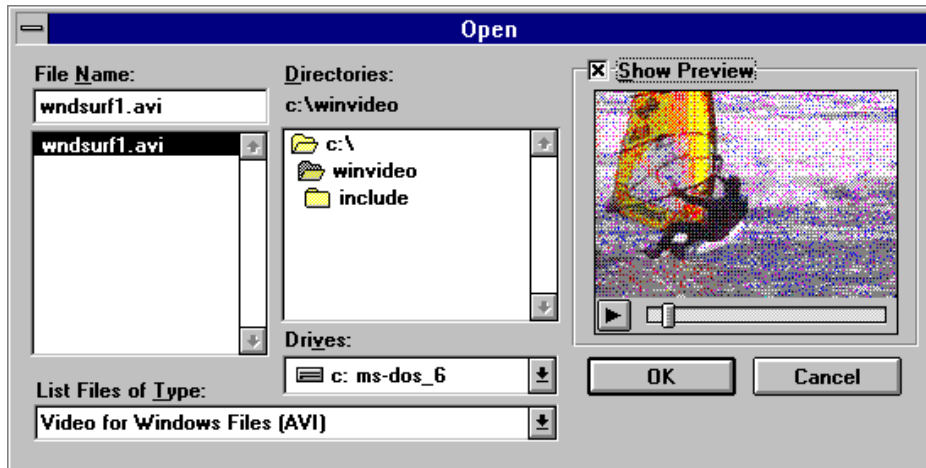 Open
File Name:
wndsurf1.avi
wndsurf1.avi
Directories:
c:\winvideo
c:\
winvideo
include
Show Preview
List Files of Type:
Video for Windows Files (AVI)
Drives:
c: ms-dos_6
OK
Cancel